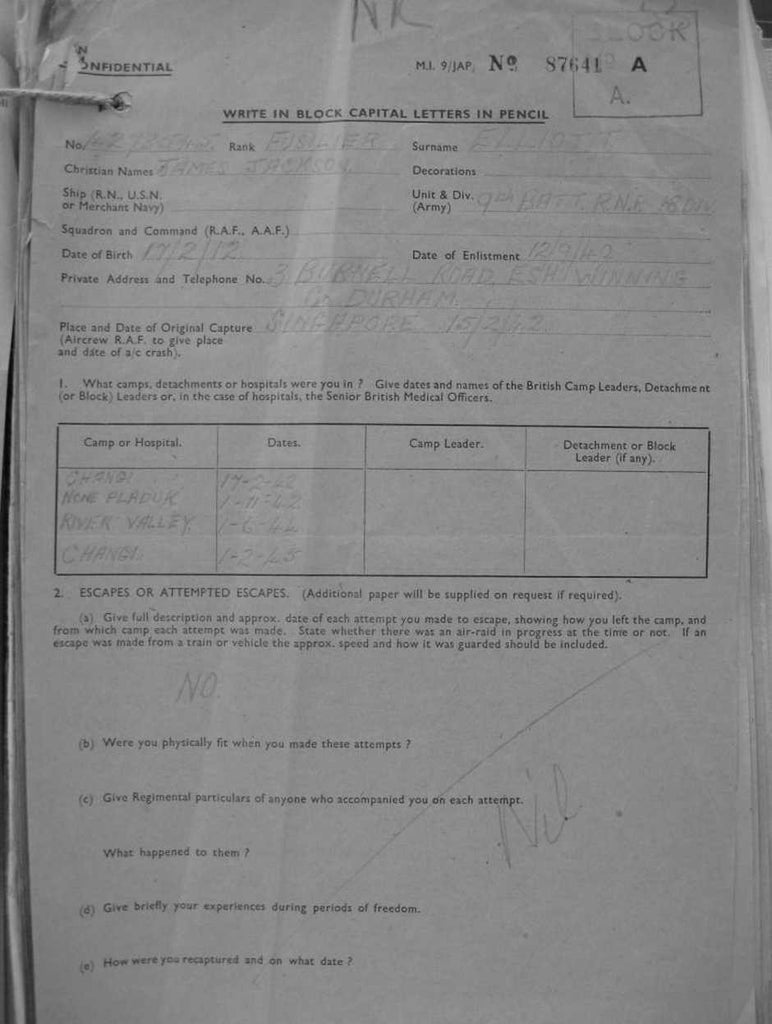 NR
CONFIDENTIAL
M.I. 9/JAP. No 87641 A
BLOCK
A.
WRITE IN BLOCK CAPITAL LETTERS IN PENCIL
No. Rank FUSILIER Surname ELLIOTT
Christian Names JAMES JACKSON Decorations
Ship (R.N., U.S.N. or Merchant Navy) Unit & Div. (Army) 9th BATT. R.N.F. 18 DIV
Squadron and Command (R.A.F., A.A.F.)
Date of Birth 17/2/12 Date of Enlistment 12/9/42
Private Address and Telephone No. 3 BURNELL ROAD, ESH WINNING
Co DURHAM.
Place and Date of Original Capture SINGAPORE 15/2/42
(Aircrew R.A.F. to give place
and date of a/c crash).
1. What camps, detachments or hospitals were you in ? Give dates and names of the British Camp Leaders, Detachment
(or Block) Leaders or, in the case of hospitals, the Senior British Medical Officers.
Camp or Hospital. Dates. Camp Leader. Detachment or Block Leader (if any).
CHANGI 17-2-42
NONE PLADUK 1-11-42
RIVER VALLEY 1-6-44
CHANGI 1-2-45
2. ESCAPES OR ATTEMPTED ESCAPES. (Additional paper will be supplied on request if required).
(a) Give full description and approx. date of each attempt you made to escape, showing how you left the camp, and
from which camp each attempt was made. State whether there was an air-raid in progress at the time or not. If an
escape was made from a train or vehicle the approx. speed and how it was guarded should be included.
NO.
(b) Were you physically fit when you made these attempts ?
(c) Give Regimental particulars of anyone who accompanied you on each attempt.
Nil
What happened to them ?
(d) Give briefly your experiences during periods of freedom.
(e) How were you recaptured and on what date ?